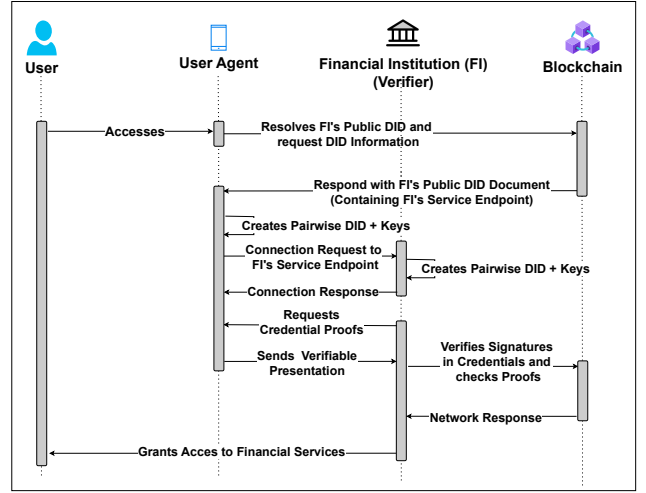 User
User Agent
Financial Institution (FI)
(Verifier)
Blockchain
Accesses
Resolves FI's Public DID and
request DID Information
Respond with FI's Public DID Document
(Containing FI's Service Endpoint)
Creates Pairwise DID + Keys
Connection Request to
FI's Service Endpoint
Creates Pairwise DID + Keys
Connection Response
Requests
Credential Proofs
Sends Verifiable
Presentation
Verifies Signatures
in Credentials and
checks Proofs
Network Response
Grants Acces to Financial Services